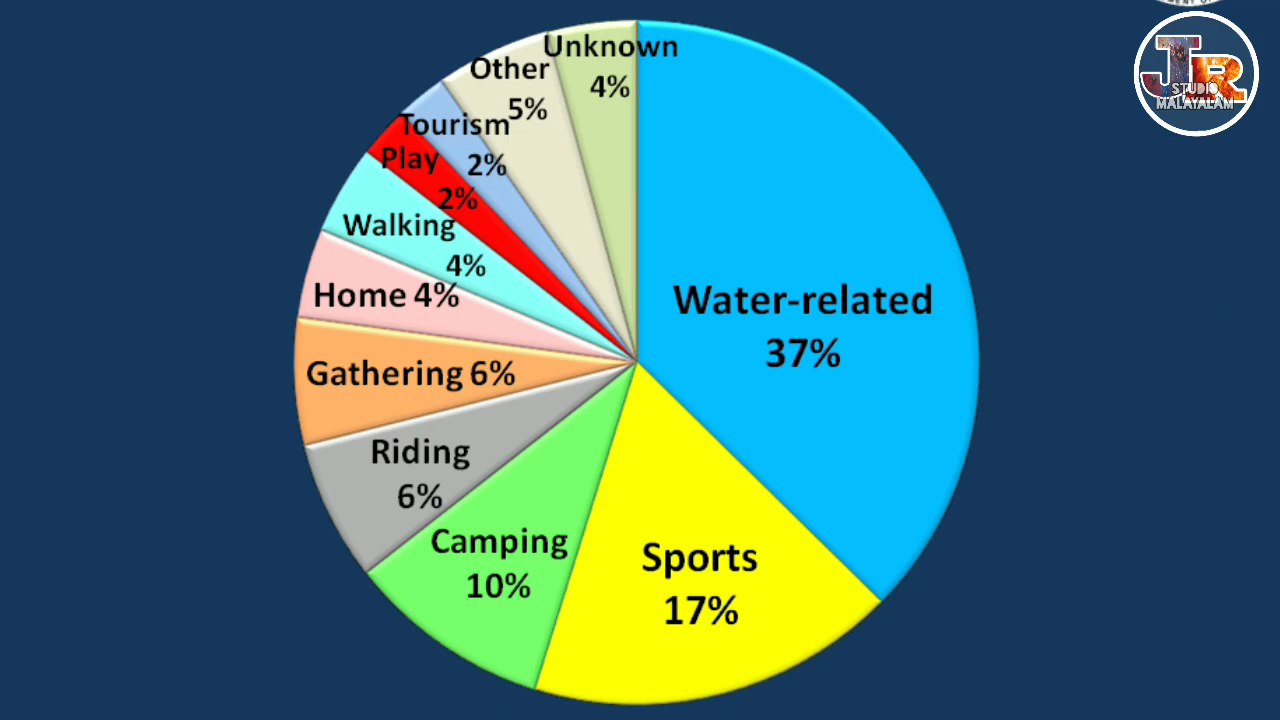 Unknown
4%
Other
5%
Tourism
2%
Play
2%
Walking
4%
Home 4%
Gathering 6%
Riding
6%
Camping
10%
Sports
17%
Water-related
37%
JR
STUDIO
MALAYALAM